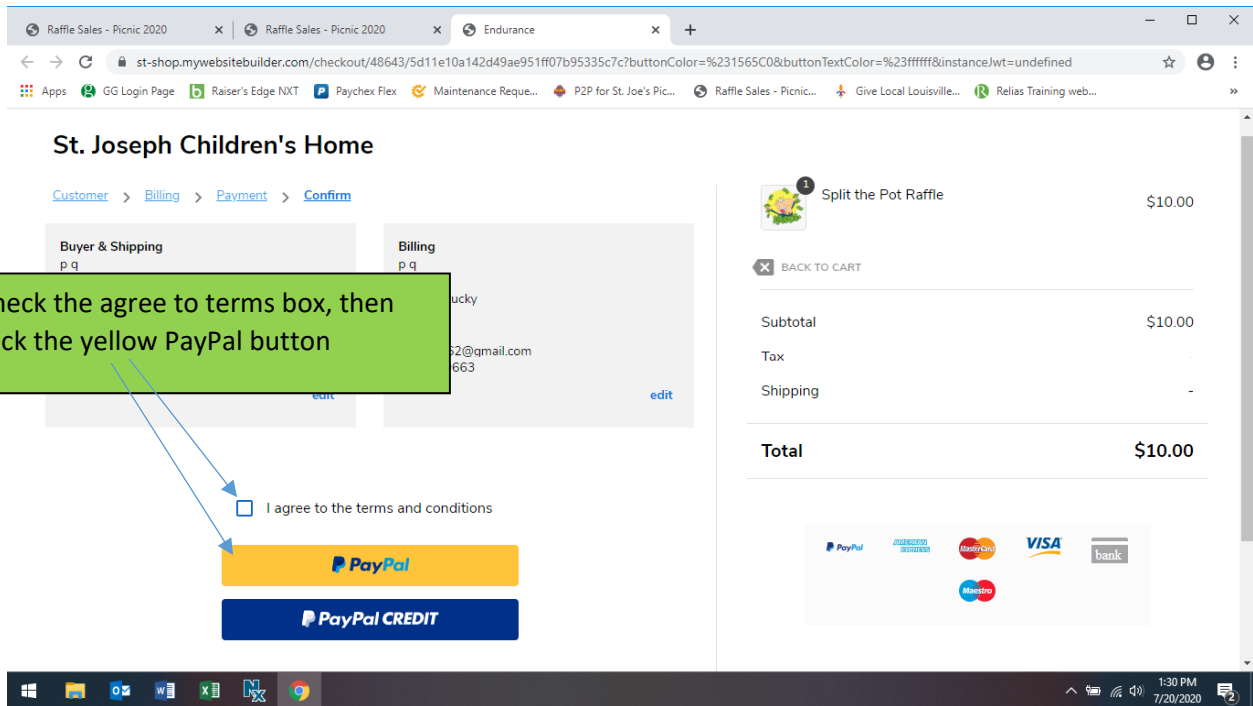 Raffle Sales - Picnic 2020
Raffle Sales - Picnic 2020
Endurance
st-shop.mywebsitebuilder.com/checkout/48643/5d11e10a142d49ae951ff07b95335c7c?buttonColor=%231565C0&buttonTextColor=%23ffffff&instanceJwt=undefined
Apps GG Login Page Raiser's Edge NXT Paychex Flex Maintenance Reque... P2P for St. Joe's Pic... Raffle Sales - Picnic... Give Local Louisville... Relias Training web... »
St. Joseph Children's Home
Customer > Billing > Payment > Confirm
Buyer & Shipping
p q
edit
Billing
p q
ucky
52@gmail.com
663
edit
heck the agree to terms box, then
ck the yellow PayPal button
I agree to the terms and conditions
PayPal
PayPal CREDIT
1
Split the Pot Raffle $10.00
BACK TO CART
Subtotal $10.00
Tax -
Shipping -
Total $10.00
PayPal AMERICAN EXPRESS MasterCard VISA bank
Maestro
1:30 PM
7/20/2020
2